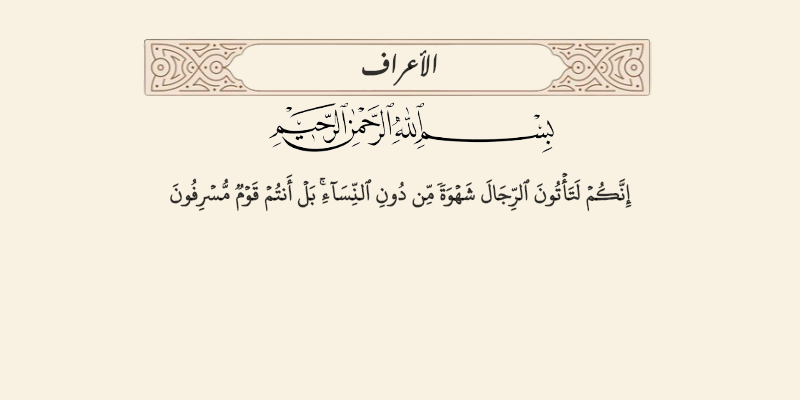 الأعراف
بِسْمِ ٱللَّهِ ٱلرَّحْمَٰنِ ٱلرَّحِيمِ
إِنَّكُمْ لَتَأْتُونَ ٱلرِّجَالَ شَهْوَةً مِّن دُونِ ٱلنِّسَآءِ ۚ بَلْ أَنتُمْ قَوْمٌ مُّسْرِفُونَ